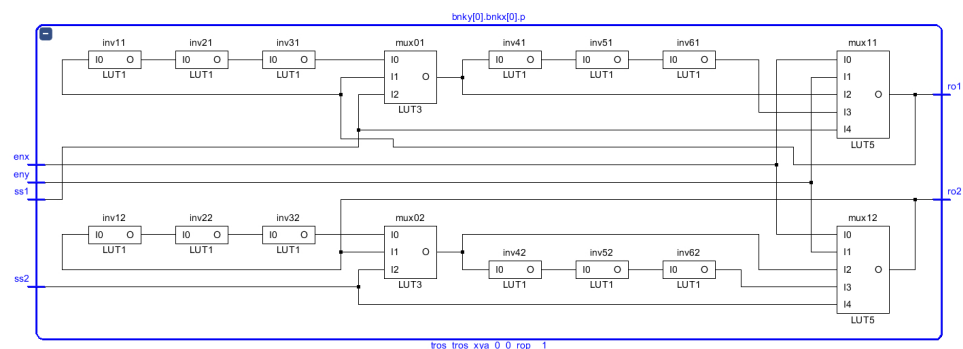 bnky[0].bnkx[0].p
inv11 inv21 inv31 mux01 inv41 inv51 inv61 mux11
I0 O I0 O I0 O I0 I0 O I0 O I0 O I0
LUT1 LUT1 LUT1 I1 O LUT1 LUT1 LUT1 I1
I2 I2 O ro1
LUT3 I3
I4
LUT5
enx
eny
ss1 ro2
inv12 inv22 inv32 mux02 mux12
I0 O I0 O I0 O I0 I0
LUT1 LUT1 LUT1 I1 O inv42 inv52 inv62 I1
I2 I0 O I0 O I0 O I2 O
ss2 LUT3 LUT1 LUT1 LUT1 I3
I4
LUT5
tros_tros_xya_0_0_rop__1